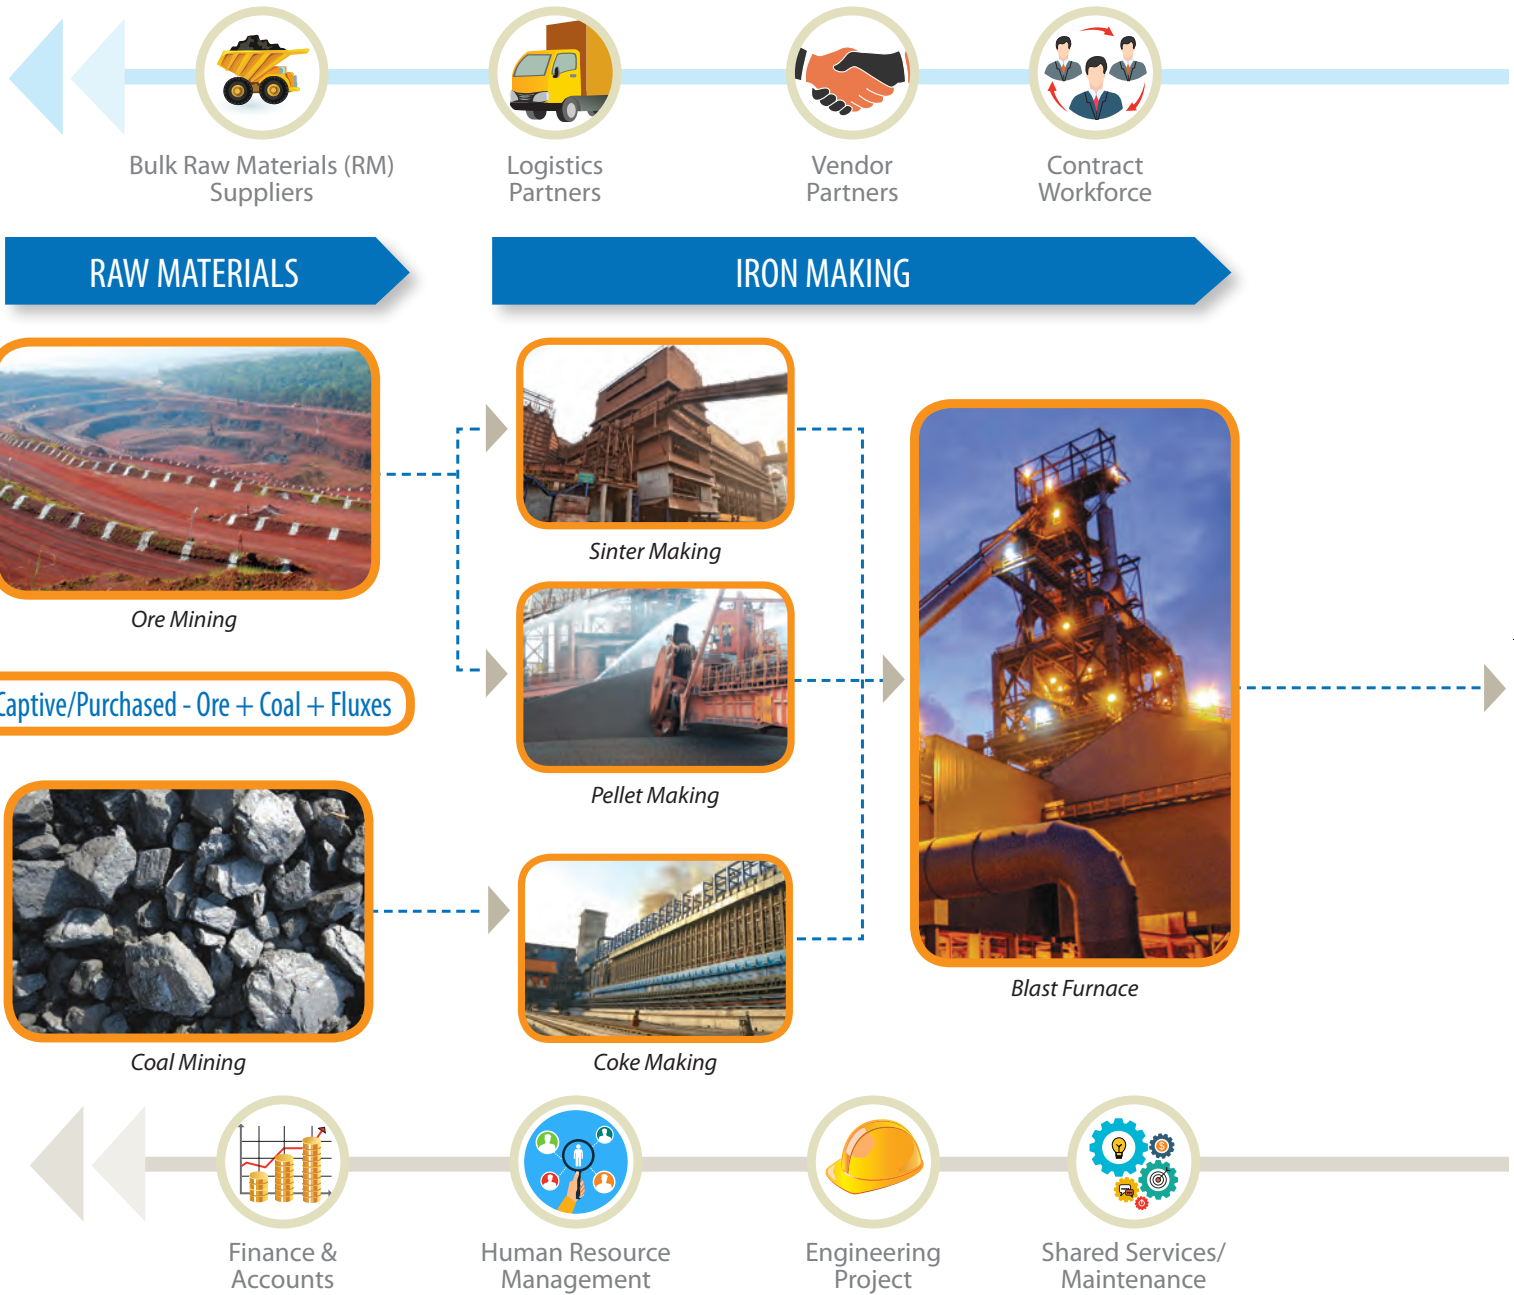 Bulk Raw Materials (RM)
Suppliers
Logistics
Partners
Vendor
Partners
Contract
Workforce
RAW MATERIALS
IRON MAKING
Sinter Making
Ore Mining
Captive/Purchased - Ore + Coal + Fluxes
Pellet Making
Blast Furnace
Coal Mining
Coke Making
Finance &
Accounts
Human Resource
Management
Engineering
Project
Shared Services/
Maintenance